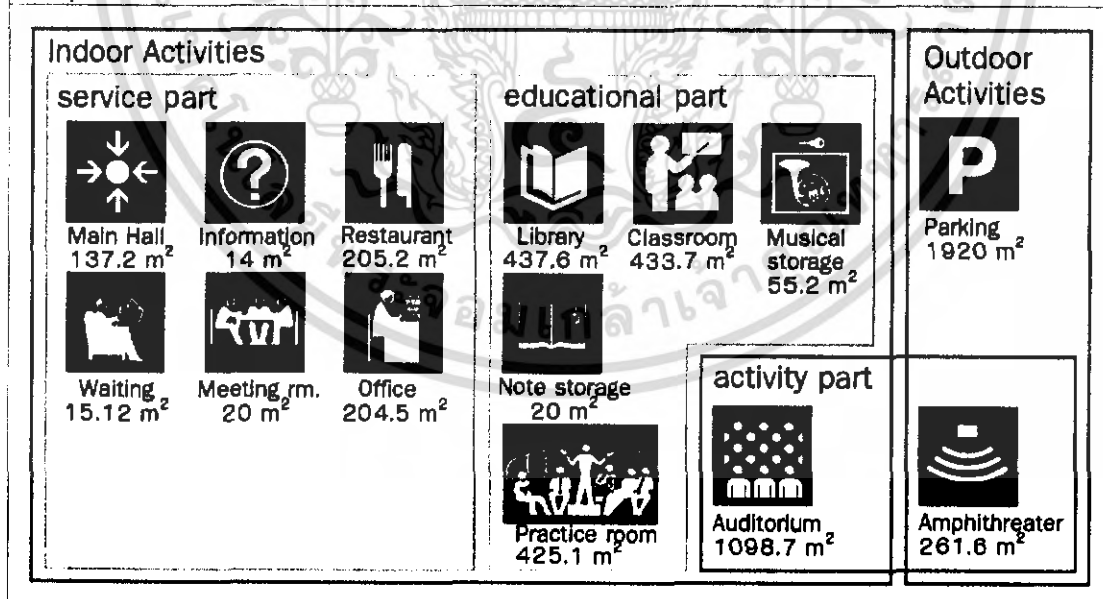 Indoor Activities
service part
Main Hall
137.2 m²
Information
14 m²
Restaurant
205.2 m²
Waiting
15.12 m²
Meeting rm.
20 m²
Office
204.5 m²
educational part
Library
437.6 m²
Classroom
433.7 m²
Musical
storage
55.2 m²
Note storage
20 m²
Practice room
425.1 m²
activity part
Auditorium
1098.7 m²
Outdoor
Activities
P
Parking
1920 m²
Amphithreater
261.6 m²